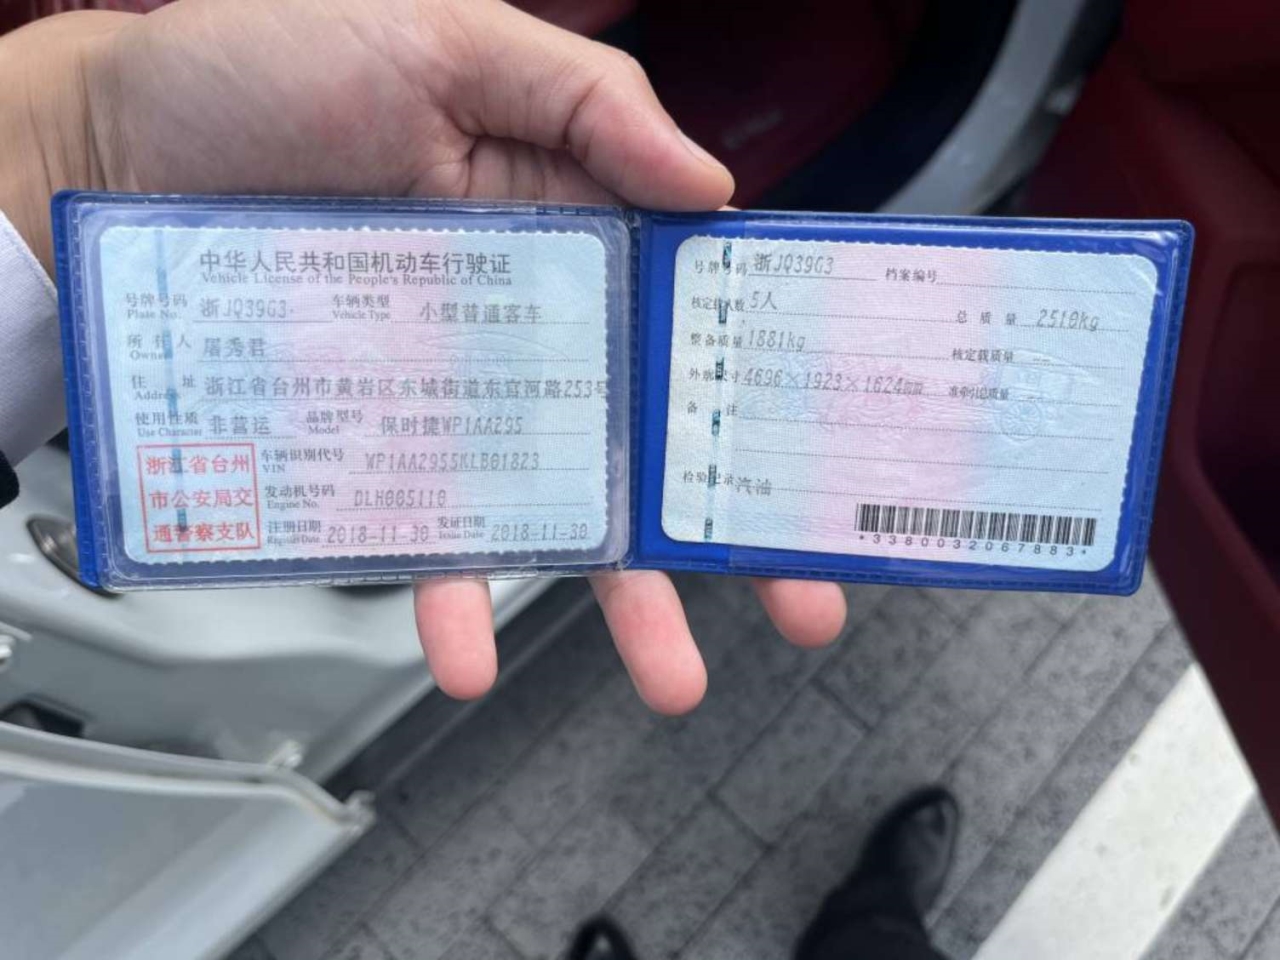 中华人民共和国机动车行驶证
Vehicle License of the People's Republic of China
号牌号码 浙JQ39G3 车辆类型 小型普通客车
Plate No. Vehicle Type
所有人 屠秀君
Owner
住址 浙江省台州市黄岩区东城街道东官河路253号
Address
使用性质 非营运 品牌型号 保时捷WP1AA295
Use Character Model
浙江省台州
市公安局交
通警察支队
车辆识别代号 WP1AA2955KLB01823
VIN
发动机号码 DLH005110
Engine No.
注册日期 2018-11-30 发证日期 2018-11-30
Register Date Issue Date
号牌号码 浙JQ39G3 档案编号
核定载人数 5人 总质量 2510kg
整备质量 1881kg 核定载质量 --
外廓尺寸 4696×1923×1624mm 准牵引总质量 --
备注
检验记录 汽油
*3380032067883*